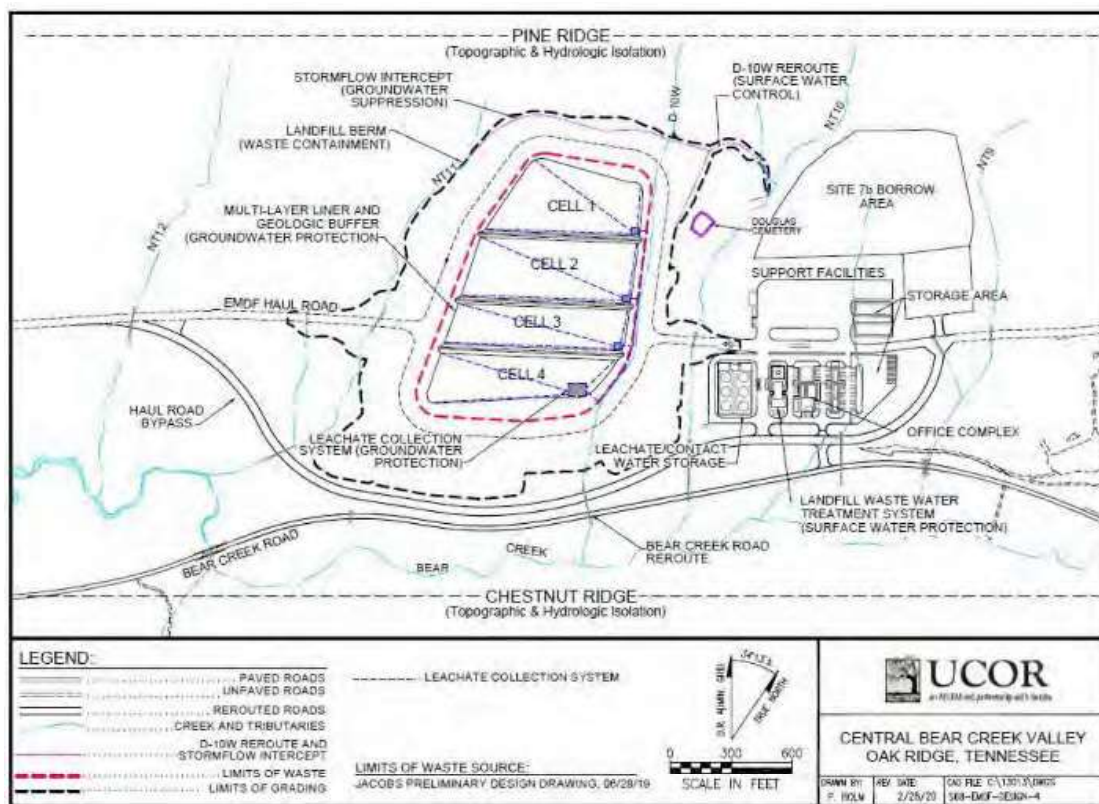 PINE RIDGE
(Topographic & Hydrologic Isolation)
STORMFLOW INTERCEPT
(GROUNDWATER
SUPPRESSION)
D-10W
D-10W REROUTE
(SURFACE WATER
CONTROL)
NT10
LANDFILL BERM
(WASTE CONTAINMENT)
NT11
NT9
SITE 7b BORROW
AREA
CELL 1
MULTI-LAYER LINER AND
GEOLOGIC BUFFER
(GROUNDWATER PROTECTION
DOUGLAS
CEMETERY
NT12
CELL 2
SUPPORT FACILITIES
STORAGE AREA
EMDF HAUL ROAD
CELL 3
CELL 4
HAUL ROAD
BYPASS
LEACHATE COLLECTION
SYSTEM (GROUNDWATER
PROTECTION)
OFFICE COMPLEX
LEACHATE/CONTACT
WATER STORAGE
LANDFILL WASTE WATER
TREATMENT SYSTEM
(SURFACE WATER PROTECTION)
BEAR CREEK ROAD
BEAR CREEK
BEAR CREEK ROAD
REROUTE
CHESTNUT RIDGE
(Topographic & Hydrologic Isolation)
LEGEND:
PAVED ROADS
UNPAVED ROADS
REROUTED ROADS
CREEK AND TRIBUTARIES
D-10W REROUTE AND
STORMFLOW INTERCEPT
LIMITS OF WASTE
LIMITS OF GRADING
LEACHATE COLLECTION SYSTEM
LIMITS OF WASTE SOURCE:
JACOBS PRELIMINARY DESIGN DRAWING, 06/28/19
TRUE NORTH
0 300 600
SCALE IN FEET
UCOR
CENTRAL BEAR CREEK VALLEY
OAK RIDGE, TENNESSEE
DRAWN BY: REV. DATE:
2/26/20